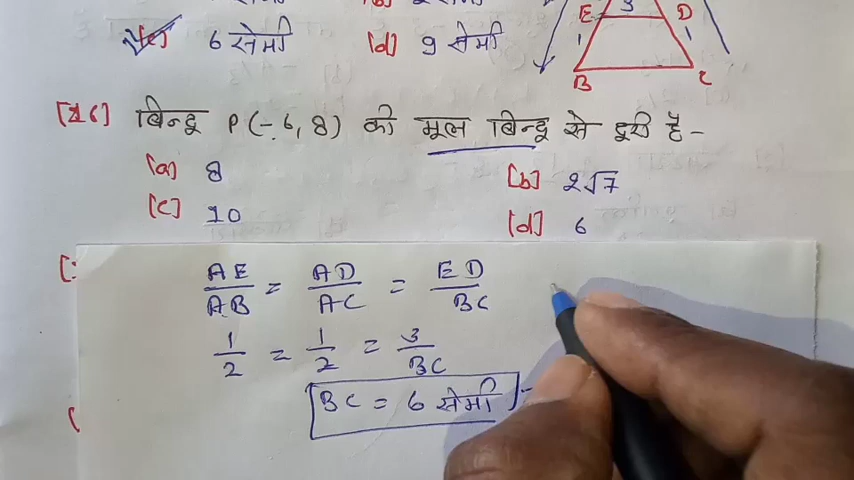 E 3 D
[c] 6 सेमी [d] 9 सेमी
1 1
B C
[26] बिन्दू P(-6, 8) की मूल बिन्दू से दूरी है -
[a] 8 [b] 2√7
[c] 10 [d] 6
AE/AB = AD/AC = ED/BC
1/2 = 1/2 = 3/BC
BC = 6 सेमी